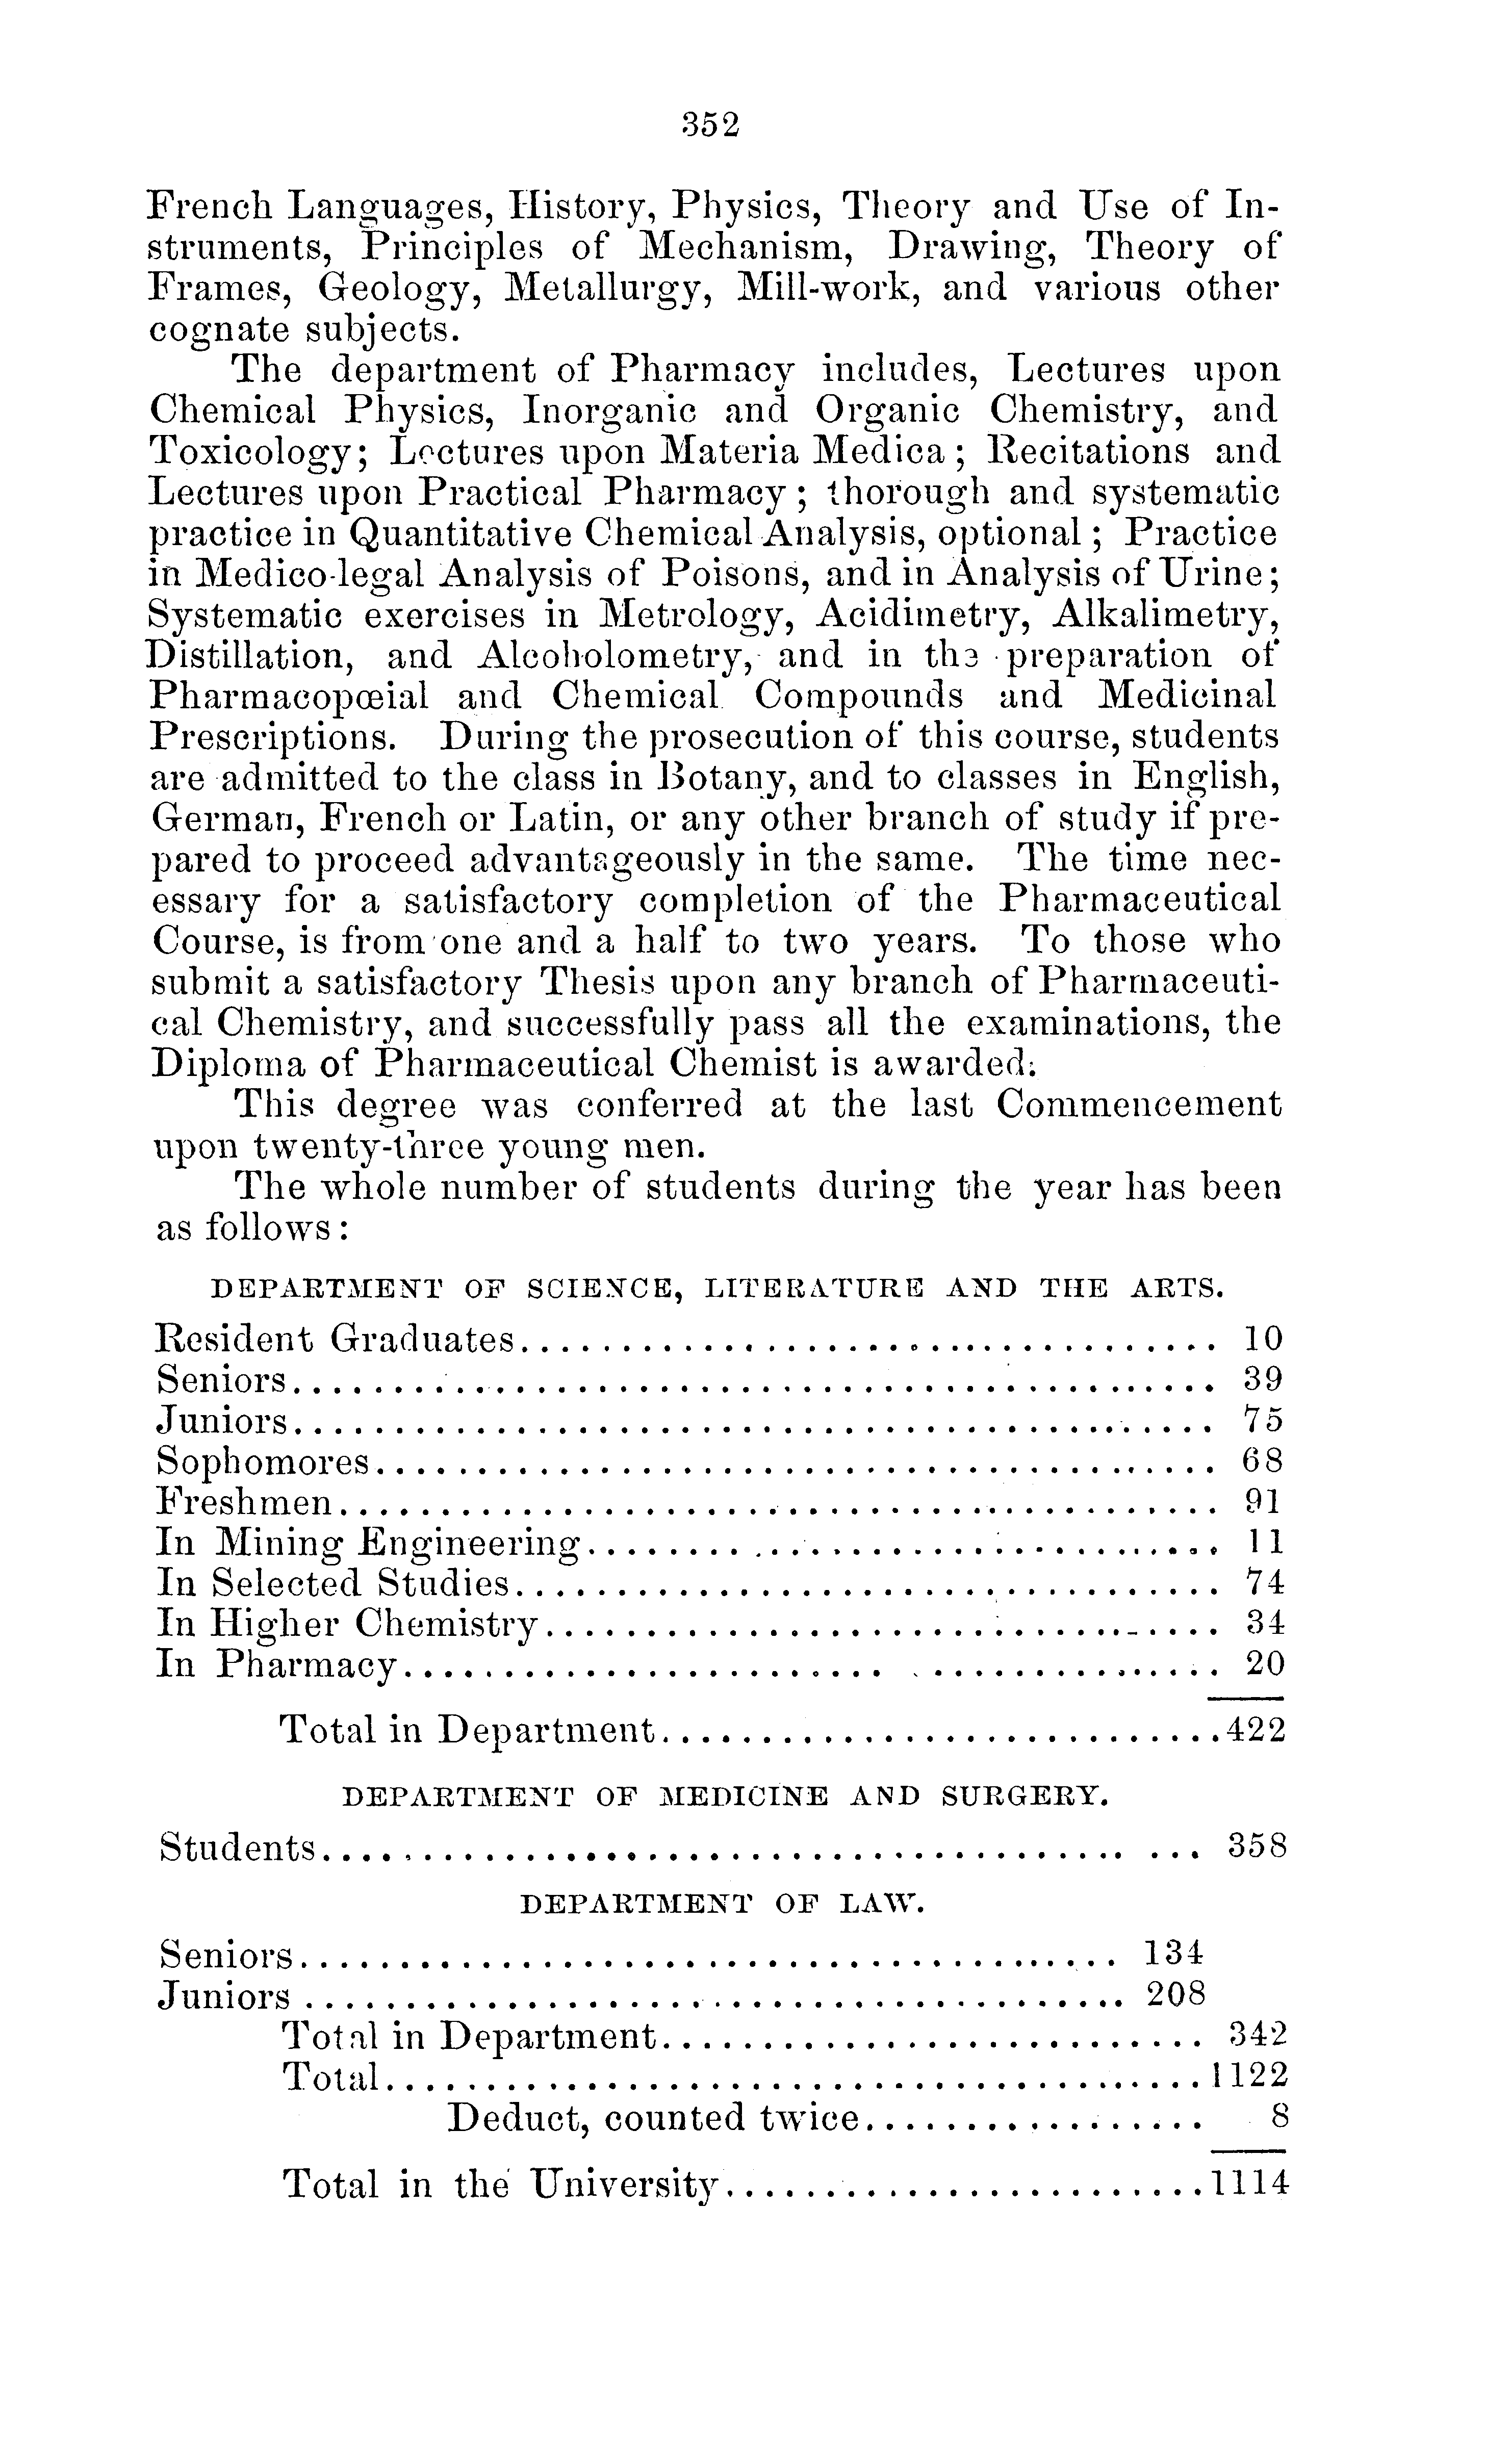 352
French Languages, History, Physics, Theory and Use of In-
struments, Principles of Mechanism, Drawing, Theory of
Frames, Geology, Metallurgy, Mill-work, and various other
cognate subjects.
The department of Pharmacy includes, Lectures upon
Chemical Physics, Inorganic and Organic Chemistry, and
Toxicology; Lectures upon Materia Medica; Recitations and
Lectures upon Practical Pharmacy; thorough and systematic
practice in Quantitative Chemical Analysis, optional; Practice
in Medico-legal Analysis of Poisons, and in Analysis of Urine;
Systematic exercises in Metrology, Acidimetry, Alkalimetry,
Distillation, and Alcoholometry, and in the preparation of
Pharmacopœial and Chemical Compounds and Medicinal
Prescriptions. During the prosecution of this course, students
are admitted to the class in Botany, and to classes in English,
German, French or Latin, or any other branch of study if pre-
pared to proceed advantageously in the same. The time nec-
essary for a satisfactory completion of the Pharmaceutical
Course, is from one and a half to two years. To those who
submit a satisfactory Thesis upon any branch of Pharmaceuti-
cal Chemistry, and successfully pass all the examinations, the
Diploma of Pharmaceutical Chemist is awarded.
This degree was conferred at the last Commencement
upon twenty-three young men.
The whole number of students during the year has been
as follows:
DEPARTMENT OF SCIENCE, LITERATURE AND THE ARTS.
Resident Graduates.................................. 10
Seniors............................................. 39
Juniors............................................. 75
Sophomores......................................... 68
Freshmen........................................... 91
In Mining Engineering............................... 11
In Selected Studies................................... 74
In Higher Chemistry................................. 34
In Pharmacy........................................ 20
Total in Department............................422
DEPARTMENT OF MEDICINE AND SURGERY.
Students........................................... 358
DEPARTMENT OF LAW.
Seniors........................................ 134
Juniors ........................................ 208
Total in Department........................... 342
Total........................................1122
Deduct, counted twice................. 8
Total in the University........................1114